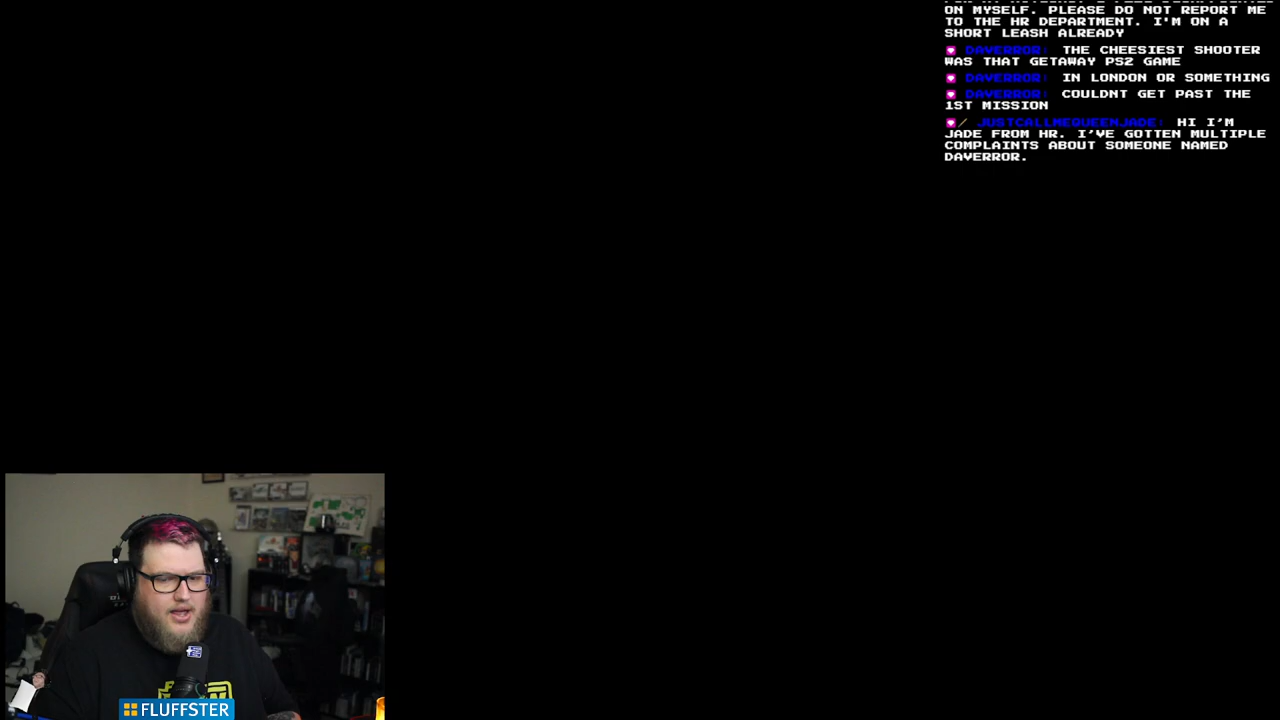 ON MYSELF. PLEASE DO NOT REPORT ME
TO THE HR DEPARTMENT. I'M ON A
SHORT LEASH ALREADY
DAVERROR: THE CHEESIEST SHOOTER
WAS THAT GETAWAY PS2 GAME
DAVERROR: IN LONDON OR SOMETHING
DAVERROR: COULDNT GET PAST THE
1ST MISSION
JUSTCALLMEQUEENJADE: HI I'M
JADE FROM HR. I'VE GOTTEN MULTIPLE
COMPLAINTS ABOUT SOMEONE NAMED
DAVERROR.
FLUFFSTER